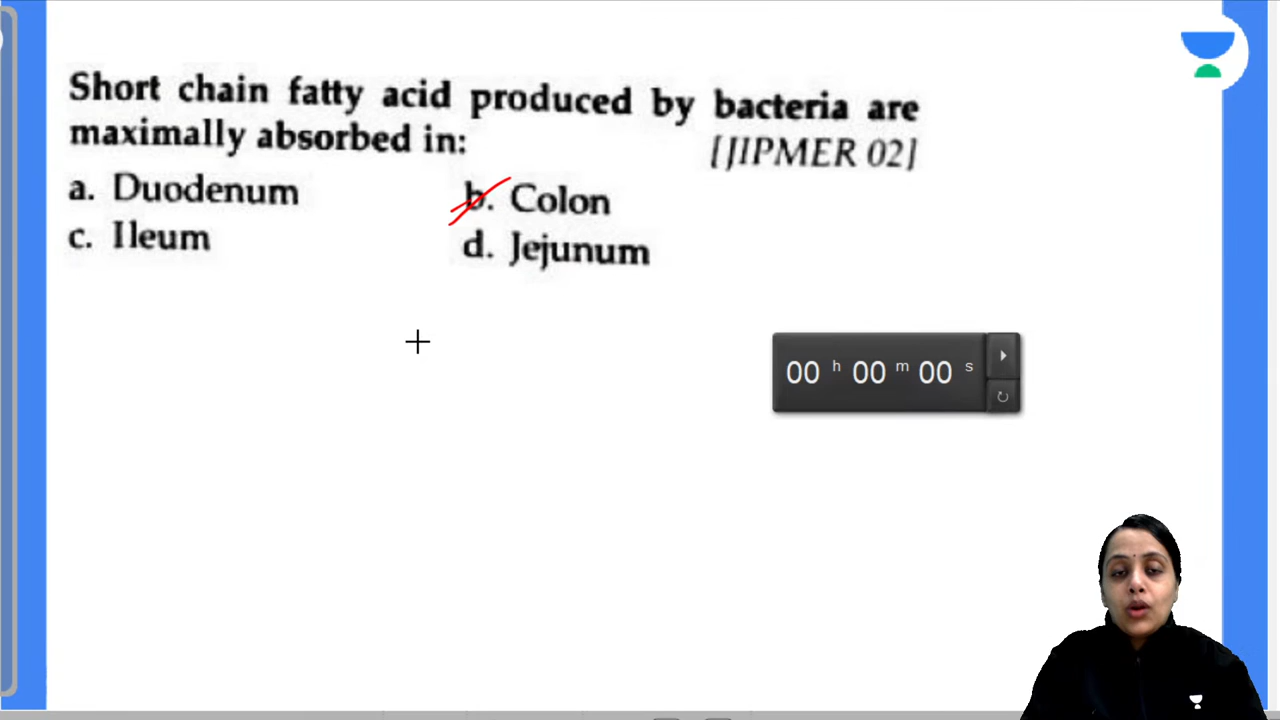 Short chain fatty acid produced by bacteria are
maximally absorbed in: [JIPMER 02]
a. Duodenum b. Colon
c. Ileum d. Jejunum
00 h 00 m 00 s